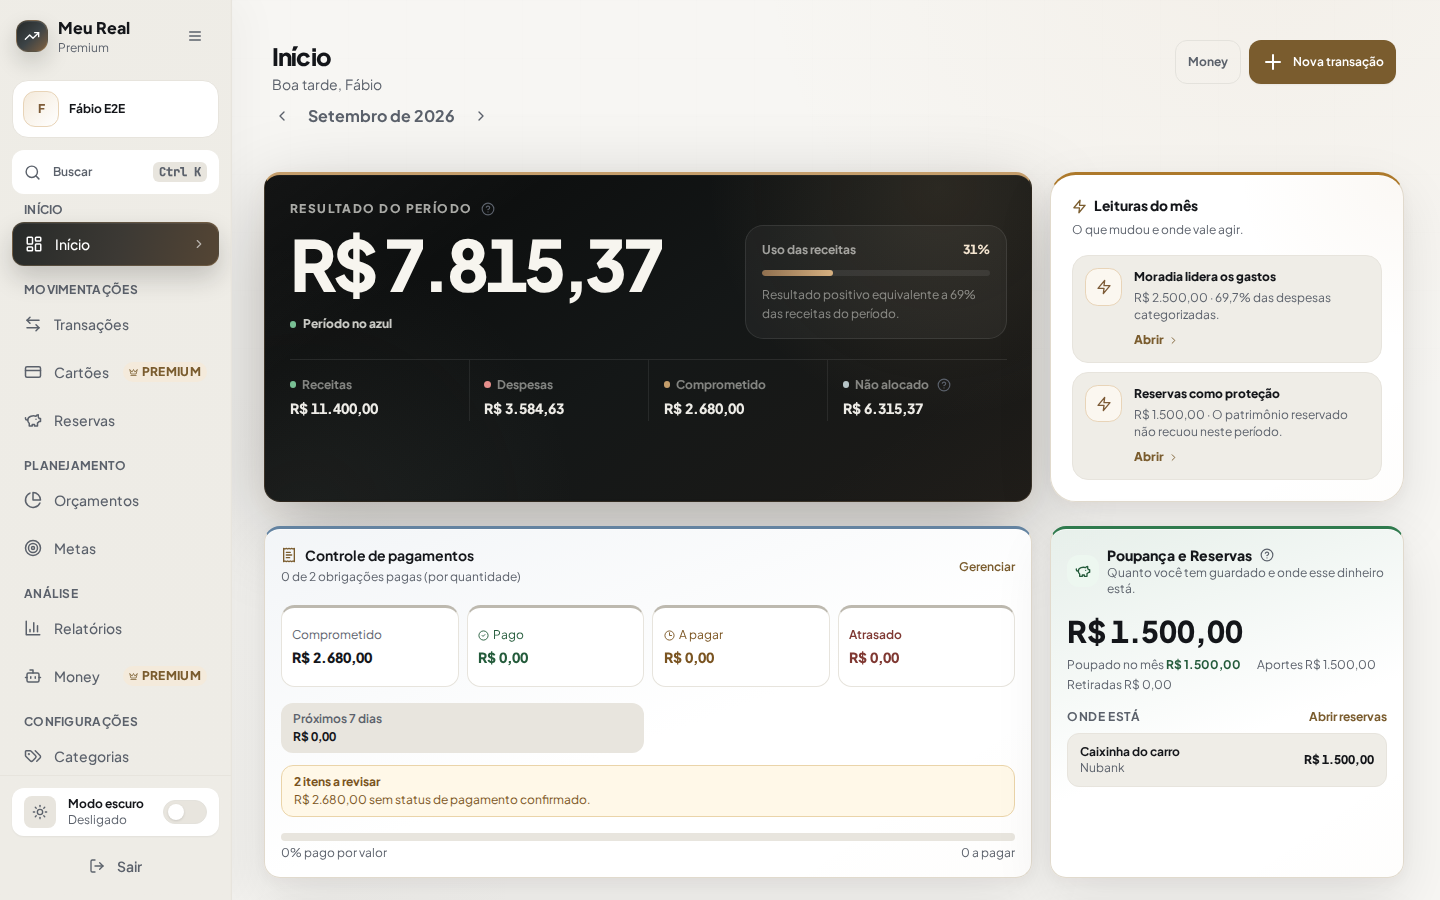 Meu Real
Premium
F
Fábio E2E
Buscar
Ctrl K
INÍCIO
Início
MOVIMENTAÇÕES
Transações
Cartões
PREMIUM
Reservas
PLANEJAMENTO
Orçamentos
Metas
ANÁLISE
Relatórios
Money
PREMIUM
CONFIGURAÇÕES
Categorias
Modo escuro
Desligado
Sair
Início
Boa tarde, Fábio
Setembro de 2026
Money
Nova transação
RESULTADO DO PERÍODO
R$ 7.815,37
Período no azul
Uso das receitas
31%
Resultado positivo equivalente a 69%
das receitas do período.
Receitas
R$ 11.400,00
Despesas
R$ 3.584,63
Comprometido
R$ 2.680,00
Não alocado
R$ 6.315,37
Leituras do mês
O que mudou e onde vale agir.
Moradia lidera os gastos
R$ 2.500,00 · 69,7% das despesas
categorizadas.
Abrir
Reservas como proteção
R$ 1.500,00 · O patrimônio reservado
não recuou neste período.
Abrir
Controle de pagamentos
0 de 2 obrigações pagas (por quantidade)
Gerenciar
Comprometido
R$ 2.680,00
Pago
R$ 0,00
A pagar
R$ 0,00
Atrasado
R$ 0,00
Próximos 7 dias
R$ 0,00
2 itens a revisar
R$ 2.680,00 sem status de pagamento confirmado.
0% pago por valor
0 a pagar
Poupança e Reservas
Quanto você tem guardado e onde esse dinheiro
está.
R$ 1.500,00
Poupado no mês R$ 1.500,00
Aportes R$ 1.500,00
Retiradas R$ 0,00
ONDE ESTÁ
Abrir reservas
Caixinha do carro
Nubank
R$ 1.500,00